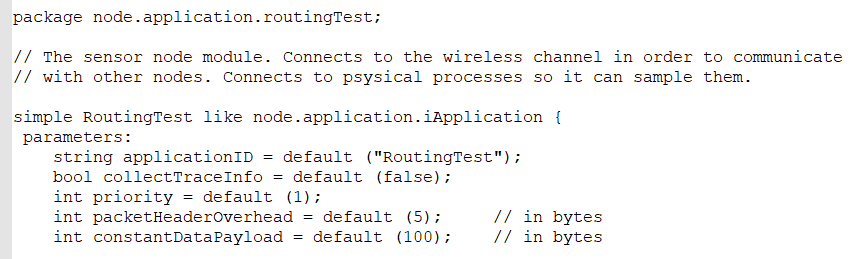 package node.application.routingTest;
// The sensor node module. Connects to the wireless channel in order to communicate
// with other nodes. Connects to psysical processes so it can sample them.
simple RoutingTest like node.application.iApplication {
parameters:
string applicationID = default ("RoutingTest");
bool collectTraceInfo = default (false);
int priority = default (1);
int packetHeaderOverhead = default (5); // in bytes
int constantDataPayload = default (100); // in bytes